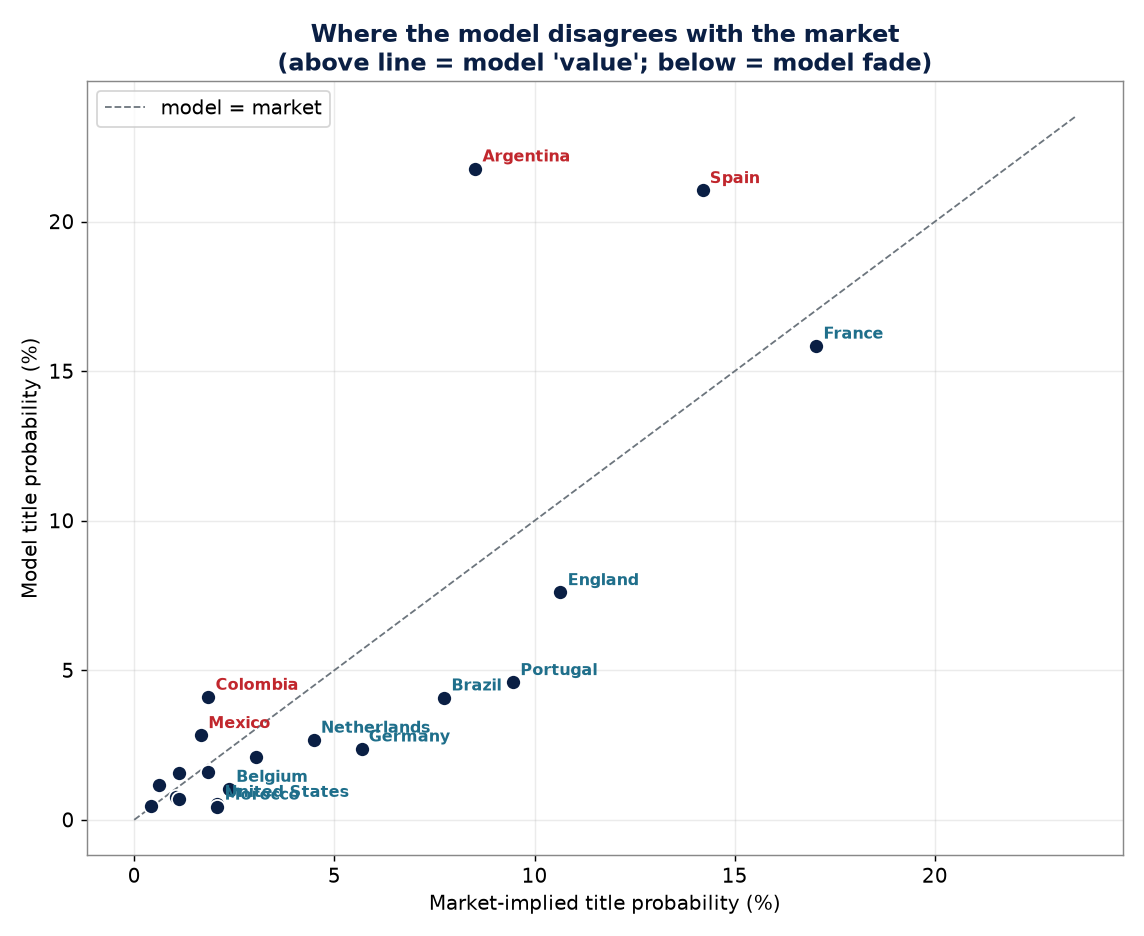 Where the model disagrees with the market
(above line = model 'value'; below = model fade)
model = market
Argentina
Spain
France
England
Portugal
Brazil
Colombia
Mexico
Netherlands
Germany
Belgium
United States
Morocco
20
15
10
5
0
0 5 10 15 20
Model title probability (%)
Market-implied title probability (%)